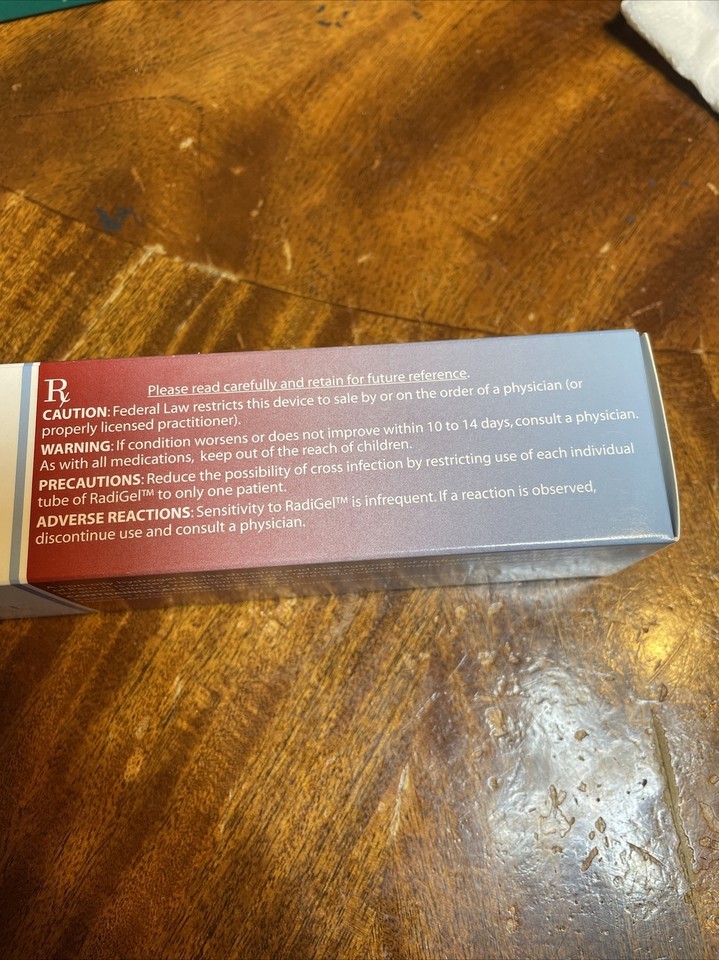 Rx
Please read carefully and retain for future reference.
CAUTION: Federal Law restricts this device to sale by or on the order of a physician (or
properly licensed practitioner).
WARNING: If condition worsens or does not improve within 10 to 14 days, consult a physician.
As with all medications, keep out of the reach of children.
PRECAUTIONS: Reduce the possibility of cross infection by restricting use of each individual
tube of RadiGel™ to only one patient.
ADVERSE REACTIONS: Sensitivity to RadiGel™ is infrequent. If a reaction is observed,
discontinue use and consult a physician.